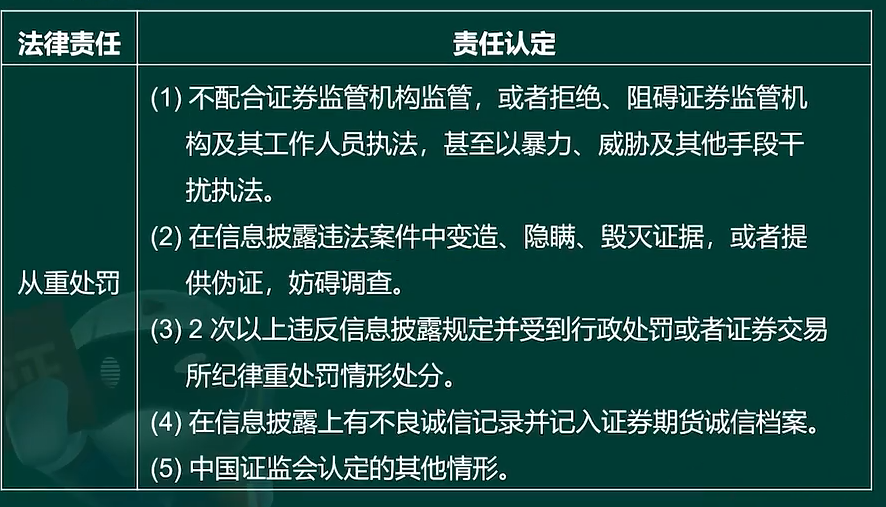 法律责任
责任认定
(1) 不配合证券监管机构监管，或者拒绝、阻碍证券监管机
构及其工作人员执法，甚至以暴力、威胁及其他手段干
扰执法。
(2) 在信息披露违法案件中变造、隐瞒、毁灭证据，或者提
供伪证，妨碍调查。
从重处罚
(3) 2 次以上违反信息披露规定并受到行政处罚或者证券交易
所纪律重处罚情形处分。
(4) 在信息披露上有不良诚信记录并记入证券期货诚信档案。
(5) 中国证监会认定的其他情形。